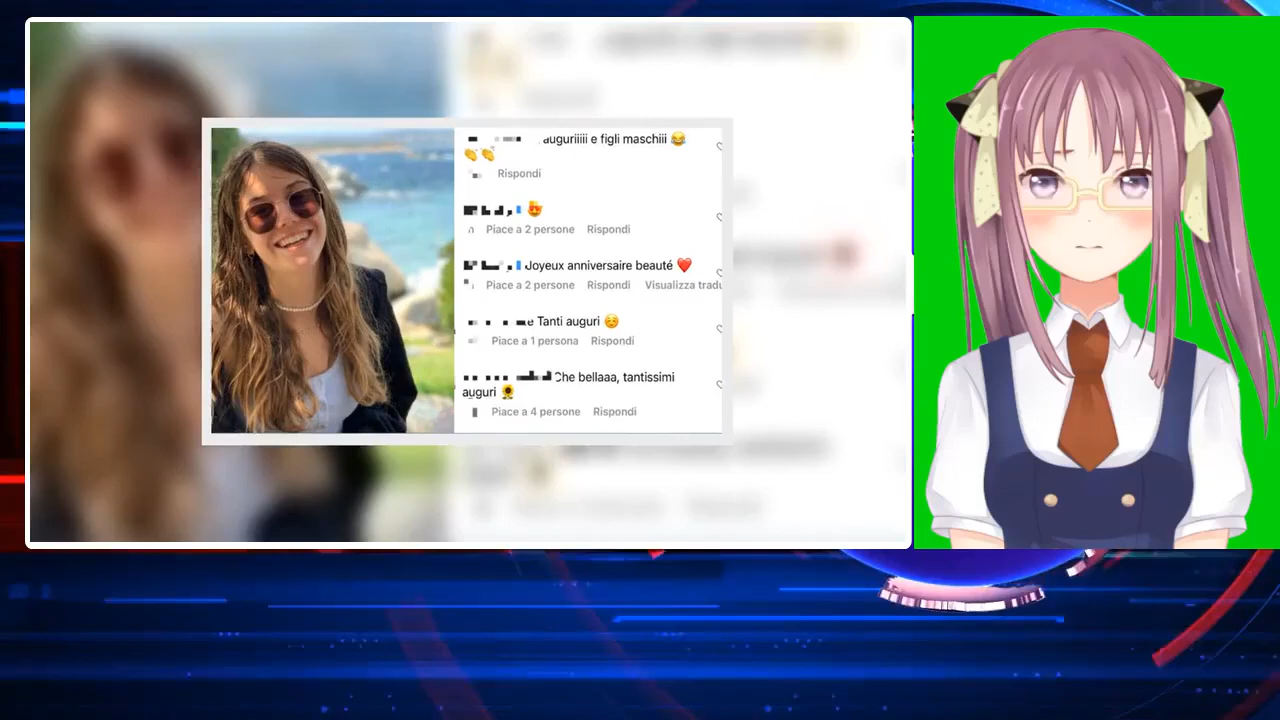 auguriiiii e figli maschiii 😂
👏👏
Rispondi
😍
Piace a 2 persone Rispondi
Joyeux anniversaire beauté ❤️
Piace a 2 persone Rispondi Visualizza tradu
e Tanti auguri ☺️
Piace a 1 persona Rispondi
Che bellaaa, tantissimi
auguri 🌻
Piace a 4 persone Rispondi